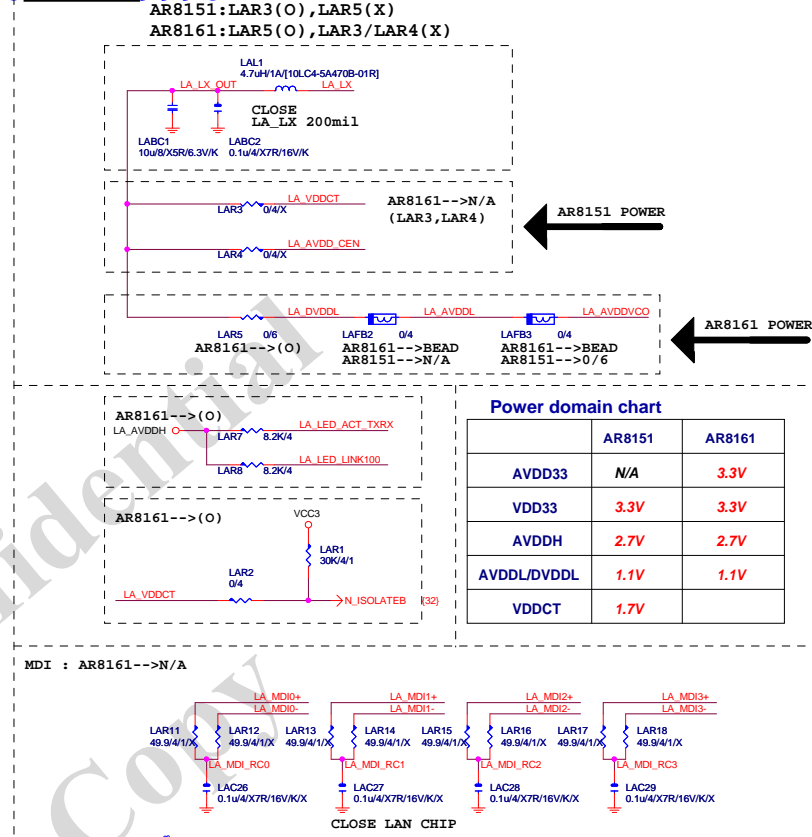 AR8151:LAR3(O),LAR5(X)
AR8161:LAR5(O),LAR3/LAR4(X)
LAL1
4.7uH/1A/[10LC4-5A470B-01R]
LA_LX_OUT
LA_LX
CLOSE
LA_LX 200mil
LABC1
10u/8/X5R/6.3V/K
LABC2
0.1u/4/X7R/16V/K
LA_VDDCT
LAR3
0/4/X
AR8161-->N/A
(LAR3,LAR4)
AR8151 POWER
LA_AVDD_CEN
LAR4
0/4/X
LA_DVDDL
LA_AVDDL
LA_AVDDVCO
LAR5
0/6
LAFB2
0/4
LAFB3
0/4
AR8161-->(O)
AR8161-->BEAD
AR8151-->N/A
AR8161-->BEAD
AR8151-->0/6
AR8161 POWER
AR8161-->(O)
LA_AVDDH
LA_LED_ACT_TXRX
LAR7
8.2K/4
LA_LED_LINK100
LAR8
8.2K/4
AR8161-->(O)
VCC3
LAR1
30K/4/1
LAR2
0/4
LA_VDDCT
N_ISOLATEB
{32}
Power domain chart
AR8151 AR8161
AVDD33 N/A 3.3V
VDD33 3.3V 3.3V
AVDDH 2.7V 2.7V
AVDDL/DVDDL 1.1V 1.1V
VDDCT 1.7V
MDI : AR8161-->N/A
LA_MDI0+
LA_MDI0-
LA_MDI1+
LA_MDI1-
LA_MDI2+
LA_MDI2-
LA_MDI3+
LA_MDI3-
LAR11
49.9/4/1/X
LAR12
49.9/4/1/X
LAR13
49.9/4/1/X
LAR14
49.9/4/1/X
LAR15
49.9/4/1/X
LAR16
49.9/4/1/X
LAR17
49.9/4/1/X
LAR18
49.9/4/1/X
LA_MDI_RC0
LA_MDI_RC1
LA_MDI_RC2
LA_MDI_RC3
LAC26
0.1u/4/X7R/16V/K/X
LAC27
0.1u/4/X7R/16V/K/X
LAC28
0.1u/4/X7R/16V/K/X
LAC29
0.1u/4/X7R/16V/K/X
CLOSE LAN CHIP
fidential
Copy